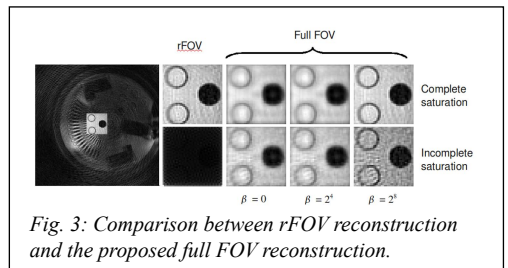 Full FOV
rFOV
Complete
saturation
Incomplete
saturation
β = 0
β = 2⁴
β = 2⁸
Fig. 3: Comparison between rFOV reconstruction
and the proposed full FOV reconstruction.